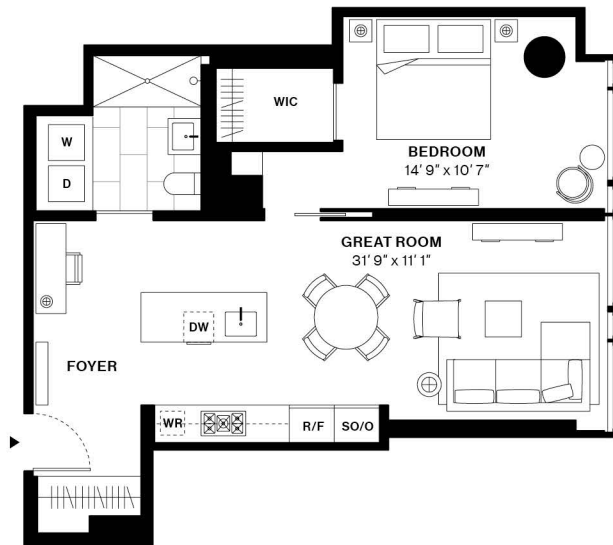 WIC
W
D
BEDROOM
14' 9" x 10' 7"
GREAT ROOM
31' 9" x 11' 1"
DW
FOYER
WR
R/F
SO/O